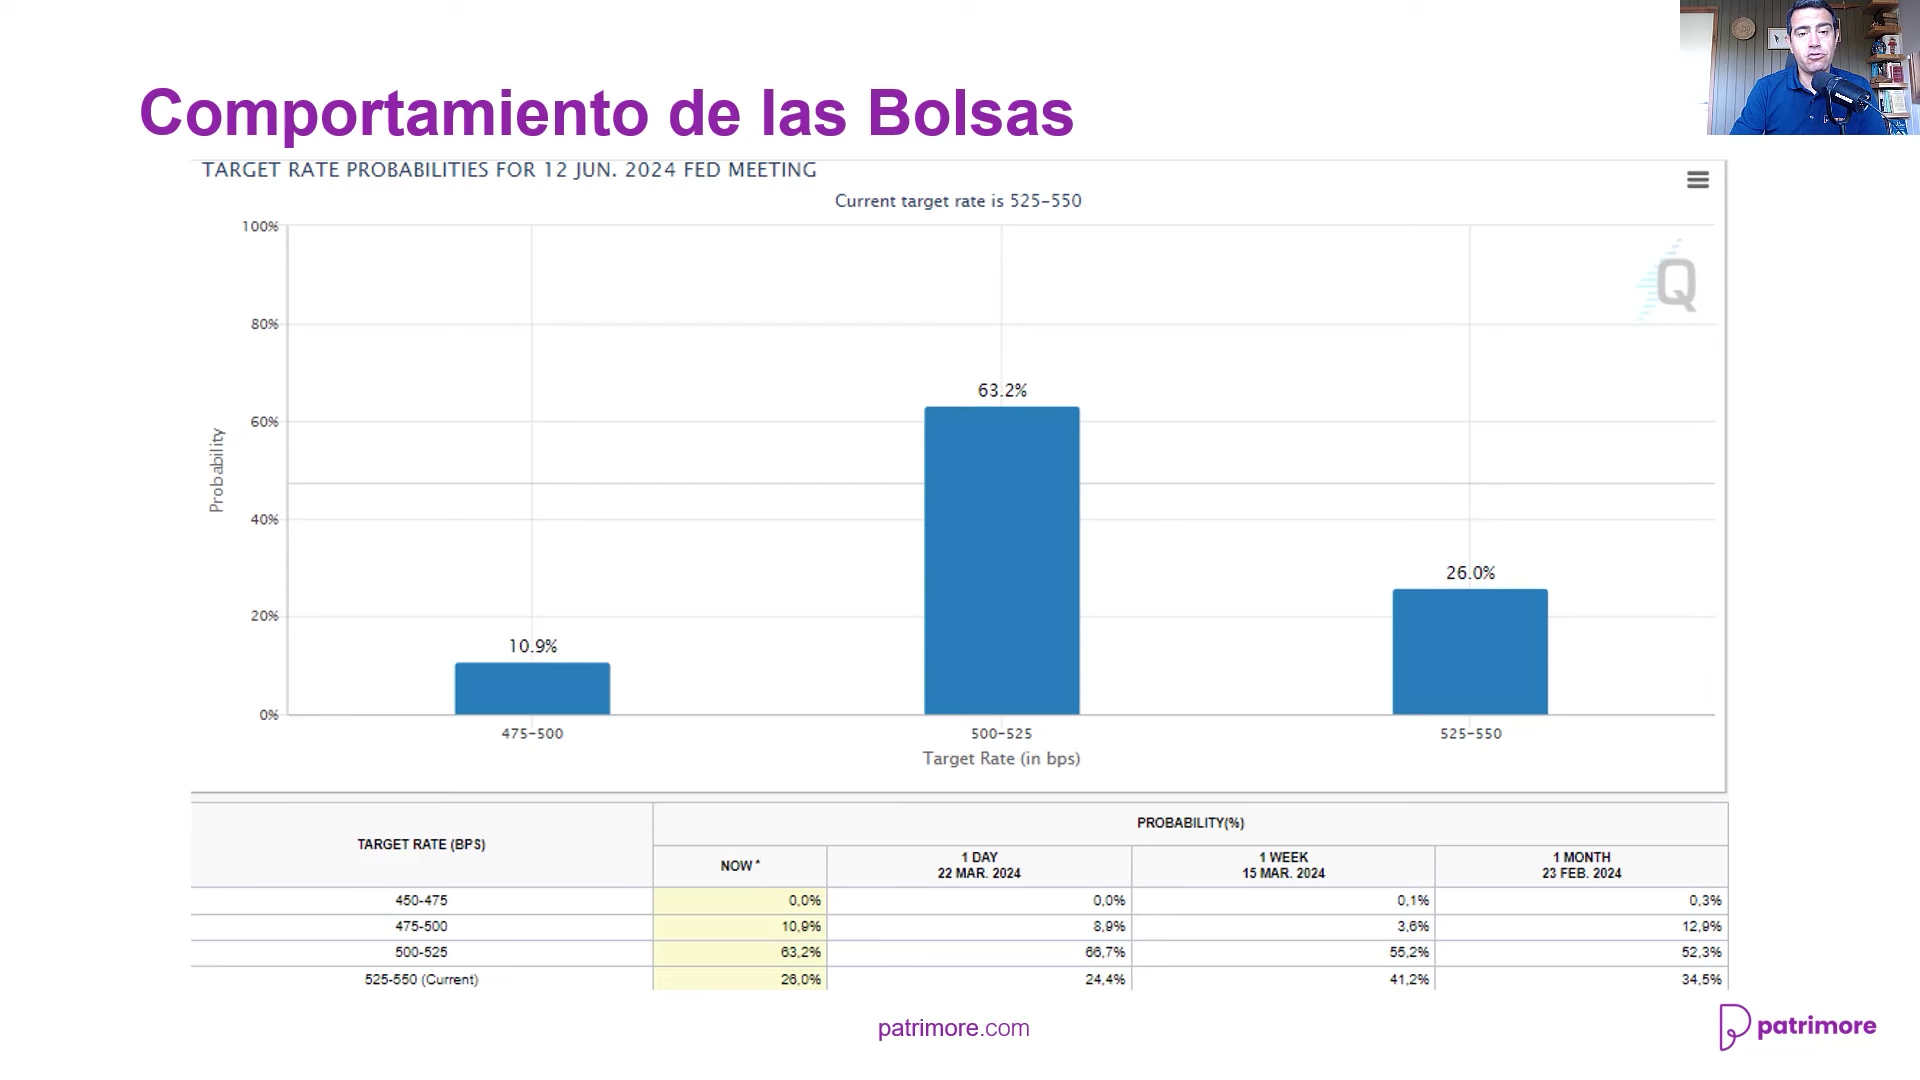 Comportamiento de las Bolsas
TARGET RATE PROBABILITIES FOR 12 JUN. 2024 FED MEETING
Current target rate is 525-550
100%
80%
60%
40%
20%
0%
Probability
Q
10.9%
63.2%
26.0%
475-500
500-525
525-550
Target Rate (in bps)
TARGET RATE (BPS)
PROBABILITY(%)
NOW *
1 DAY
22 MAR. 2024
1 WEEK
15 MAR. 2024
1 MONTH
23 FEB. 2024
450-475 0,0% 0,0% 0,1% 0,3%
475-500 10,9% 8,9% 3,6% 12,9%
500-525 63,2% 66,7% 55,2% 52,3%
525-550 (Current) 26,0% 24,4% 41,2% 34,5%
patrimore.com
patrimore